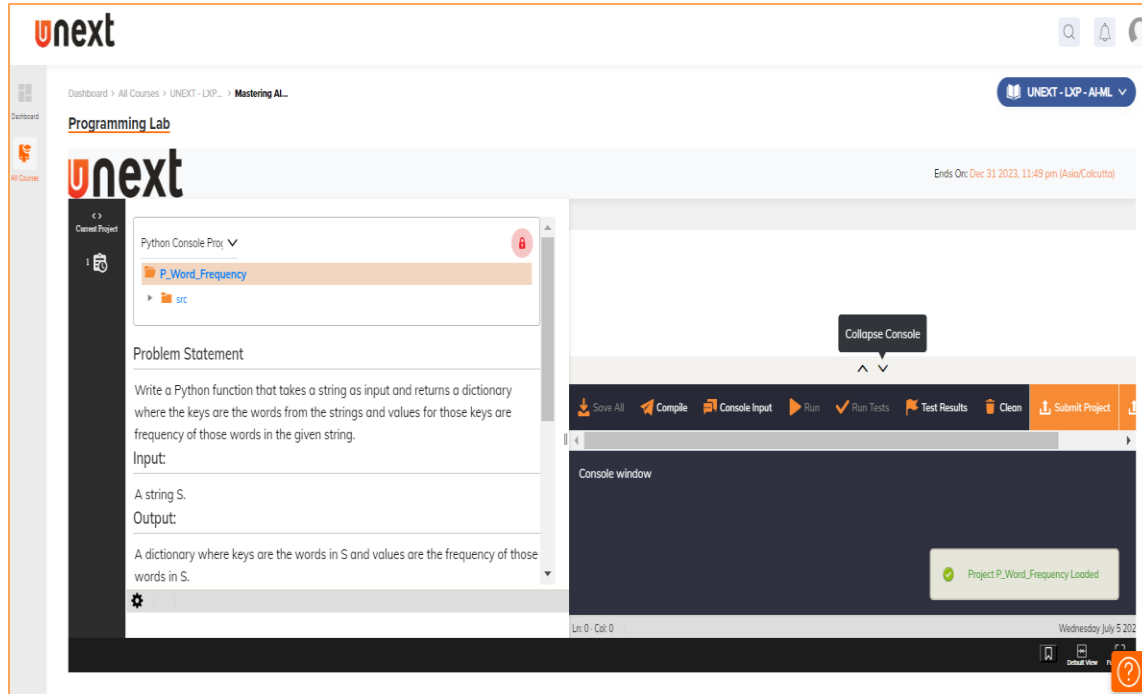 unext
Dashboard > All Courses > UNEXT - LXP... > Mastering AI...
UNEXT - LXP - AI-ML
Dashboard
Programming Lab
All Courses
unext
Ends On: Dec 31 2023, 11:49 pm (Asia/Calcutta)
Current Project
1
Python Console Proj
P_Word_Frequency
src
Problem Statement
Write a Python function that takes a string as input and returns a dictionary
where the keys are the words from the strings and values for those keys are
frequency of those words in the given string.
Input:
A string S.
Output:
A dictionary where keys are the words in S and values are the frequency of those
words in S.
Collapse Console
Save All Compile Console Input Run Run Tests Test Results Clean Submit Project
Console window
Project P_Word_Frequency Loaded
Ln: 0 - Col: 0
Wednesday July 5 202
Default View